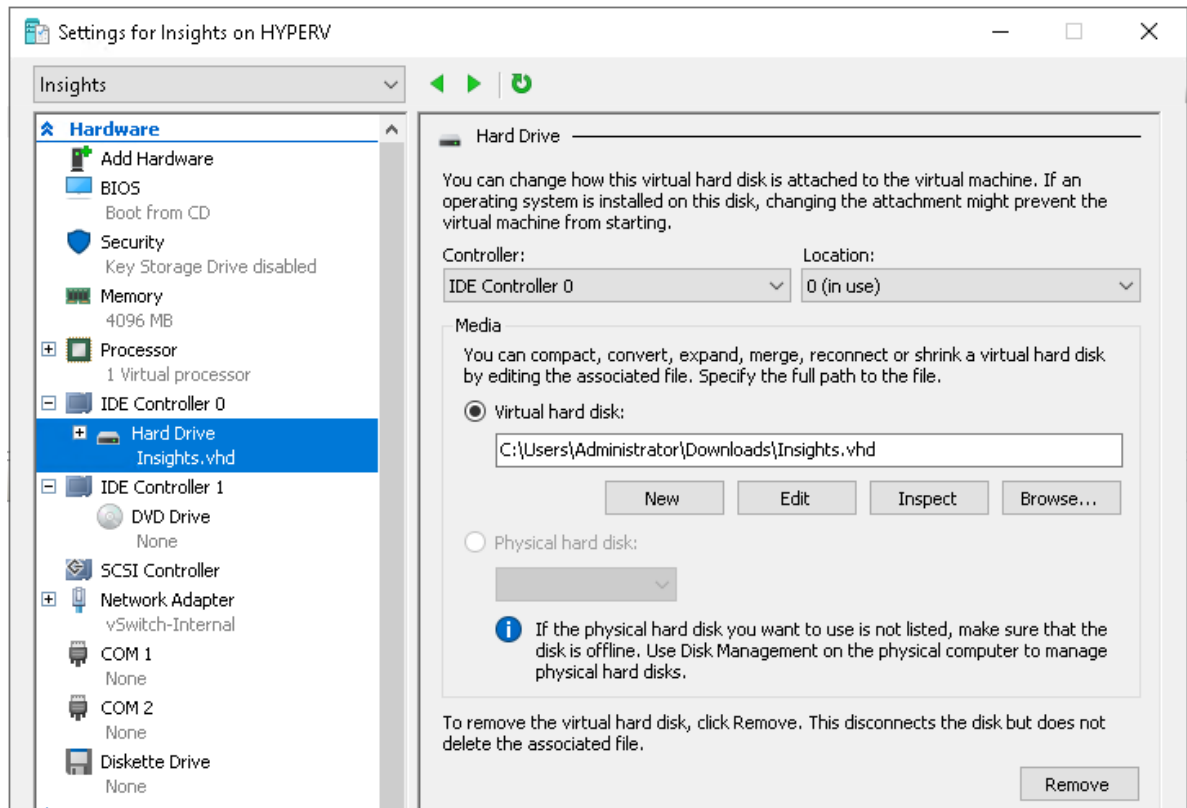 Settings for Insights on HYPERV
Insights
Hardware
Add Hardware
BIOS
Boot from CD
Security
Key Storage Drive disabled
Memory
4096 MB
Processor
1 Virtual processor
IDE Controller 0
Hard Drive
Insights.vhd
IDE Controller 1
DVD Drive
None
SCSI Controller
Network Adapter
vSwitch-Internal
COM 1
None
COM 2
None
Diskette Drive
None
Hard Drive
You can change how this virtual hard disk is attached to the virtual machine. If an
operating system is installed on this disk, changing the attachment might prevent the
virtual machine from starting.
Controller:
Location:
IDE Controller 0
0 (in use)
Media
You can compact, convert, expand, merge, reconnect or shrink a virtual hard disk
by editing the associated file. Specify the full path to the file.
Virtual hard disk:
C:\Users\Administrator\Downloads\Insights.vhd
New
Edit
Inspect
Browse...
Physical hard disk:
If the physical hard disk you want to use is not listed, make sure that the
disk is offline. Use Disk Management on the physical computer to manage
physical hard disks.
To remove the virtual hard disk, click Remove. This disconnects the disk but does not
delete the associated file.
Remove